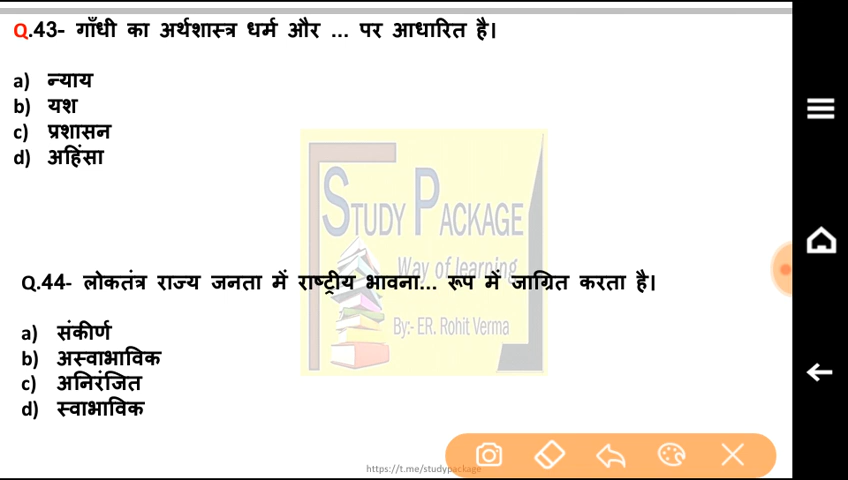 Q.43- गाँधी का अर्थशास्त्र धर्म और ... पर आधारित है।
a) न्याय
b) यश
c) प्रशासन
d) अहिंसा
STUDY PACKAGE
Way of learning
Q.44- लोकतंत्र राज्य जनता में राष्ट्रीय भावना... रूप में जाग्रित करता है।
By:- ER. Rohit Verma
a) संकीर्ण
b) अस्वाभाविक
c) अनिरंजित
d) स्वाभाविक
https://t.me/studypackage